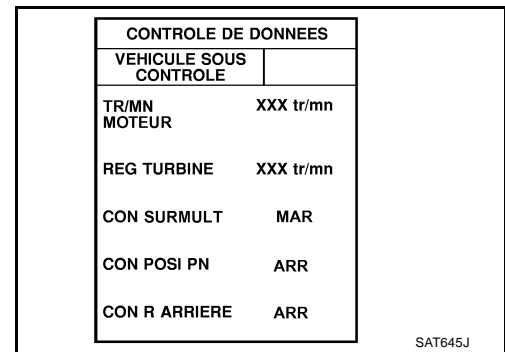 CONTROLE DE DONNEES
VEHICULE SOUS
CONTROLE
TR/MN XXX tr/mn
MOTEUR
REG TURBINE XXX tr/mn
CON SURMULT MAR
CON POSI PN ARR
CON R ARRIERE ARR
SAT645J